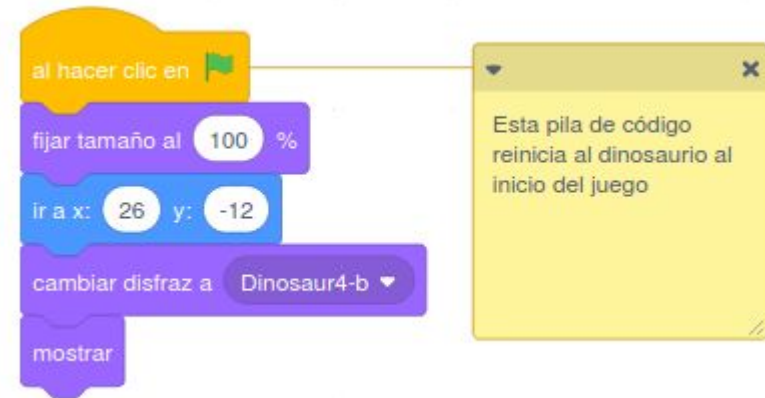 al hacer clic en
fijar tamaño al 100 %
ir a x: 26 y: -12
cambiar disfraz a Dinosaur4-b
mostrar
Esta pila de código
reinicia al dinosaurio al
inicio del juego